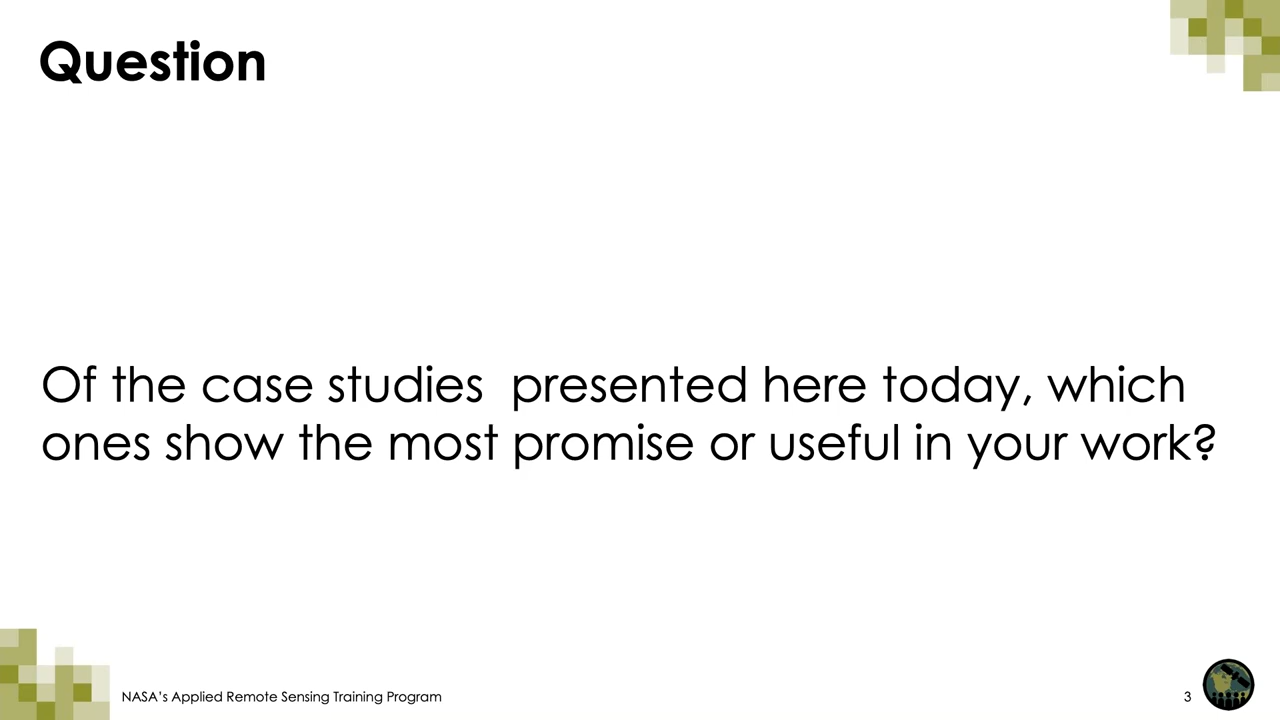 Question
Of the case studies  presented here today, which
ones show the most promise or useful in your work?
NASA's Applied Remote Sensing Training Program
3